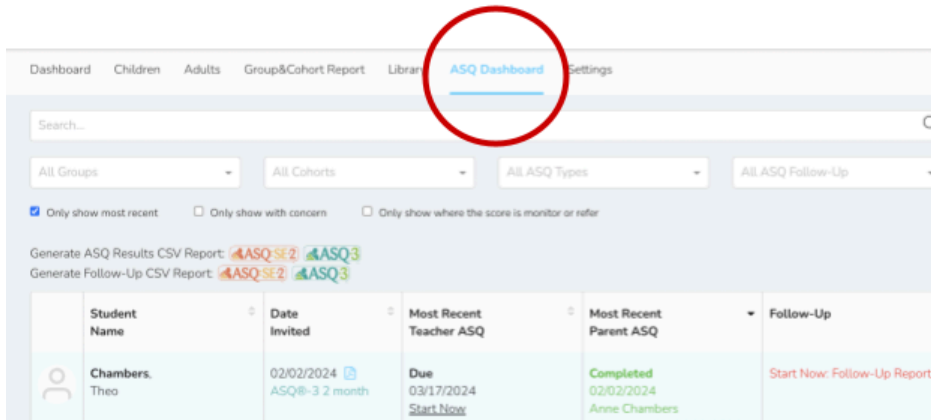 Dashboard Children Adults Group&Cohort Report Library ASQ Dashboard Settings
Search...
All Groups All Cohorts All ASQ Types All ASQ Follow-Up
Only show most recent Only show with concern Only show where the score is monitor or refer
Generate ASQ Results CSV Report: ASQ:SE2 ASQ3
Generate Follow-Up CSV Report: ASQ:SE2 ASQ3
Student Date Most Recent Most Recent Follow-Up
Name Invited Teacher ASQ Parent ASQ
Chambers, 02/02/2024 Due Completed Start Now: Follow-Up Report
Theo ASQ®-3 2 month 03/17/2024 02/02/2024
Start Now Anne Chambers